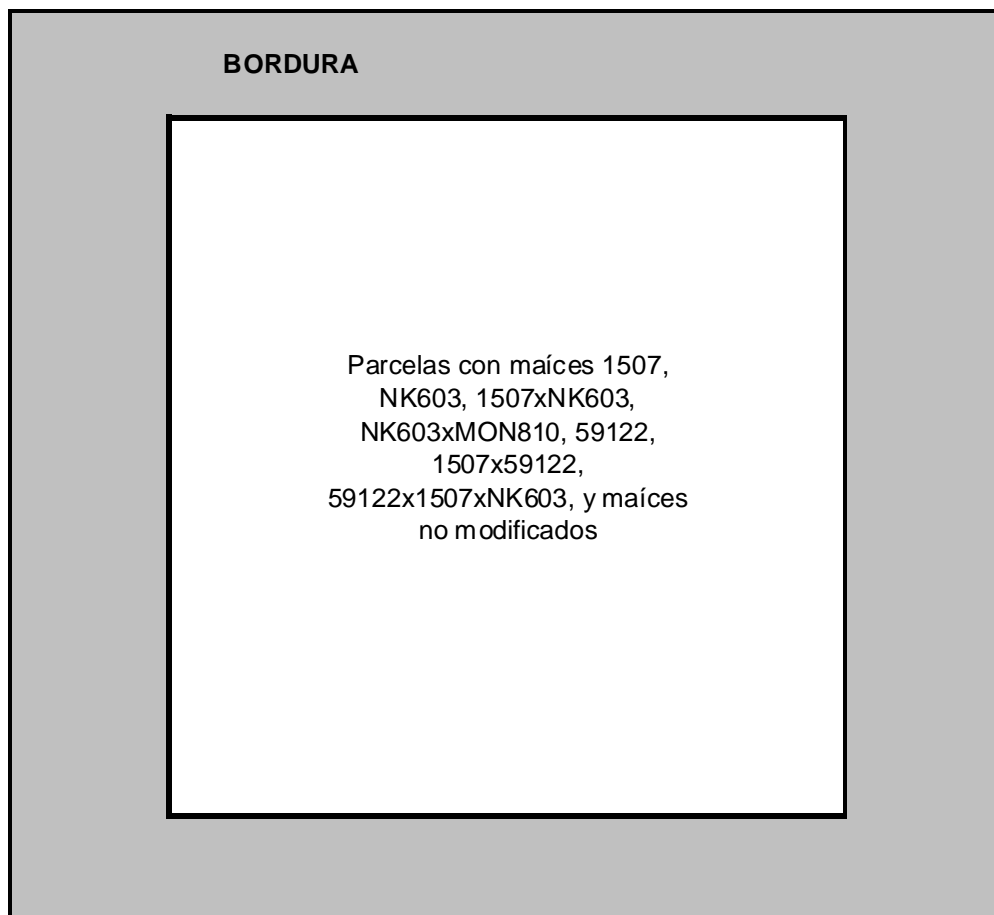 BORDURA
Parcelas con maíces 1507,
NK603, 1507xNK603,
NK603xMON810, 59122,
1507x59122,
59122x1507xNK603, y maíces
no modificados